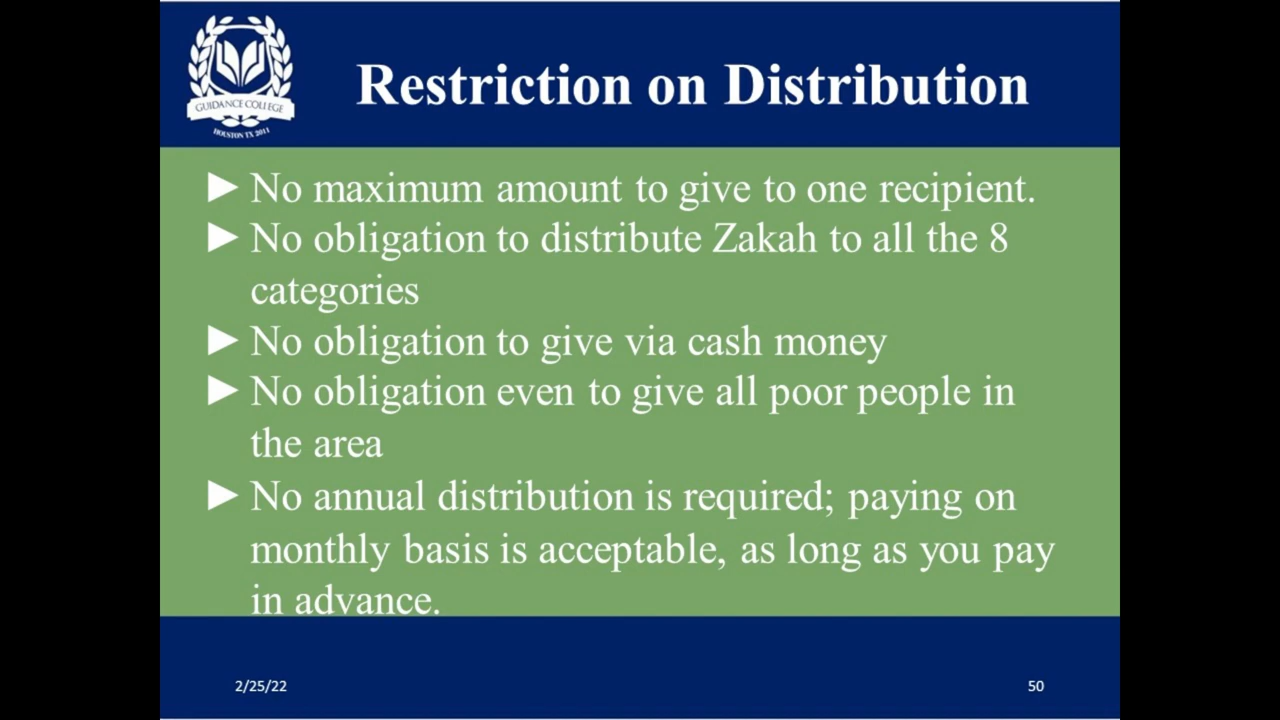 GUIDANCE COLLEGE
HOUSTON TX 2011
Restriction on Distribution
► No maximum amount to give to one recipient.
► No obligation to distribute Zakah to all the 8
categories
► No obligation to give via cash money
► No obligation even to give all poor people in
the area
► No annual distribution is required; paying on
monthly basis is acceptable, as long as you pay
in advance.
2/25/22
50